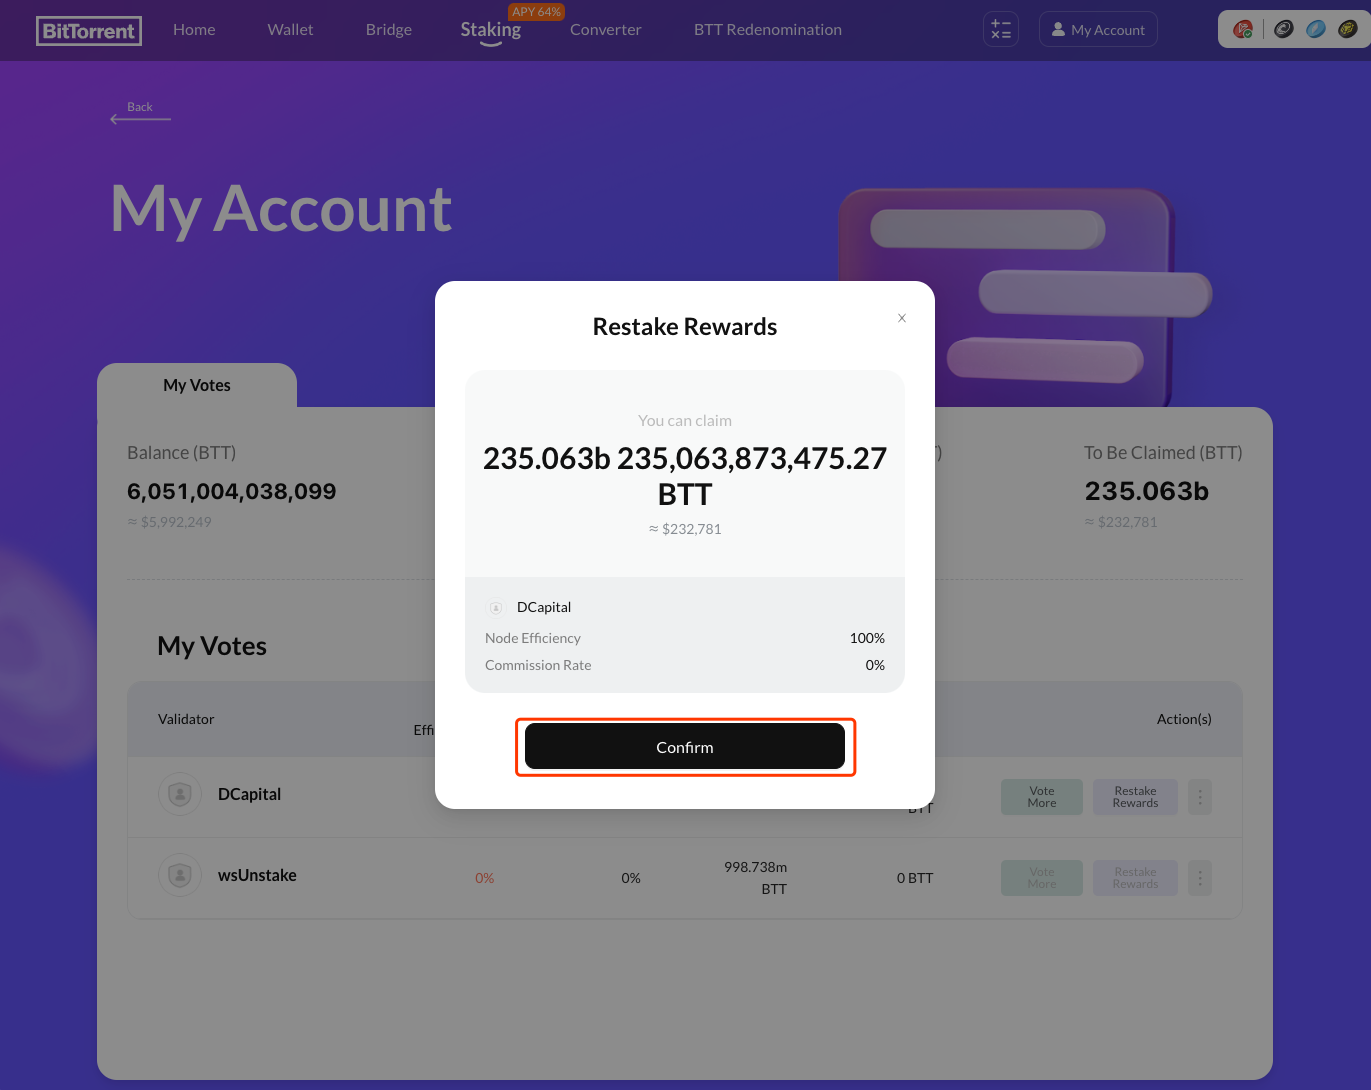 BitTorrent
Home
Wallet
Bridge
Staking
APY 64%
Converter
BTT Redenomination
My Account
Back
My Account
My Votes
Balance (BTT)
6,051,004,038,099
≈ $5,992,249
To Be Claimed (BTT)
235.063b
≈ $232,781
Restake Rewards
You can claim
235.063b 235,063,873,475.27
BTT
≈ $232,781
DCapital
Node Efficiency 100%
Commission Rate 0%
Confirm
My Votes
Validator
Action(s)
DCapital
Vote
More
Restake
Rewards
wsUnstake
0%
0%
998.738m
BTT
0 BTT
Vote
More
Restake
Rewards